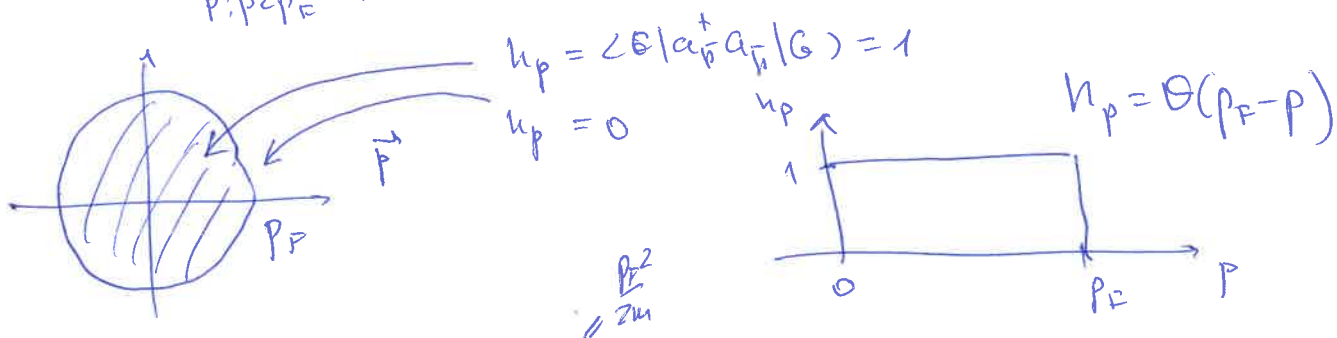 p:p<p_F
n_p = <G|a_p^+ a_p|G> = 1
n_p = 0
n_p = θ(p_F - p)
n_p
1
p⃗
p_F
0
p_F
p
p_F^2
2m